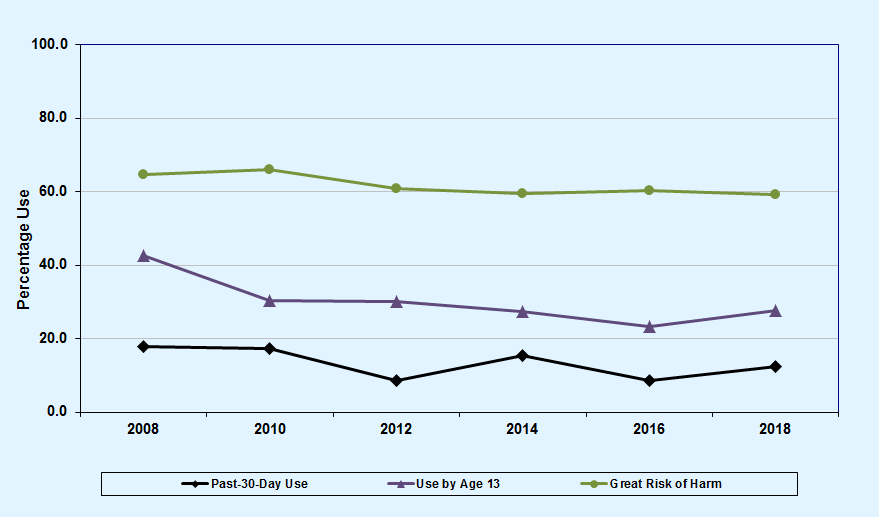 100.0
80.0
60.0
40.0
20.0
0.0
Percentage Use
2008 2010 2012 2014 2016 2018
Past-30-Day Use Use by Age 13 Great Risk of Harm